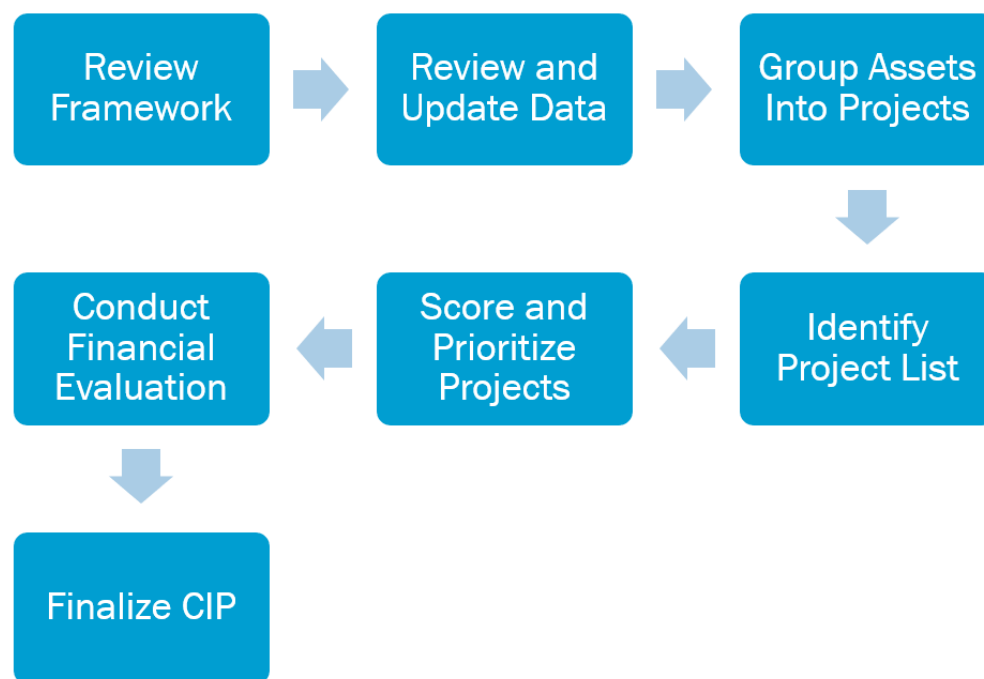 Review
Framework
Review and
Update Data
Group Assets
Into Projects
Identify
Project List
Score and
Prioritize
Projects
Conduct
Financial
Evaluation
Finalize CIP